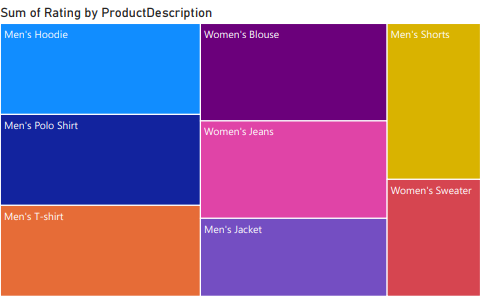 Sum of Rating by ProductDescription
Men's Hoodie
Men's Polo Shirt
Men's T-shirt
Women's Blouse
Women's Jeans
Men's Jacket
Men's Shorts
Women's Sweater